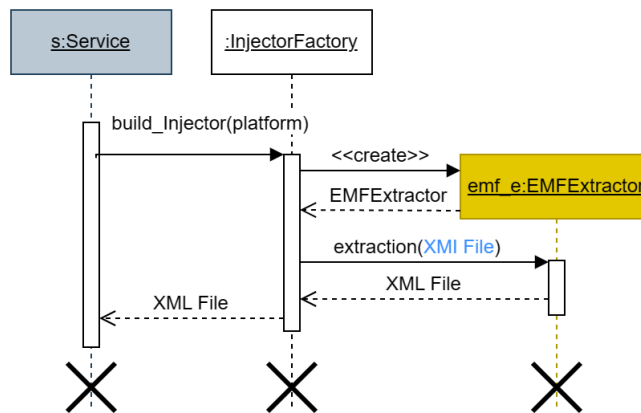 s:Service
:InjectorFactory
build_Injector(platform)
<<create>>
emf_e:EMFExtractor
EMFExtractor
extraction(XMI File)
XML File
XML File